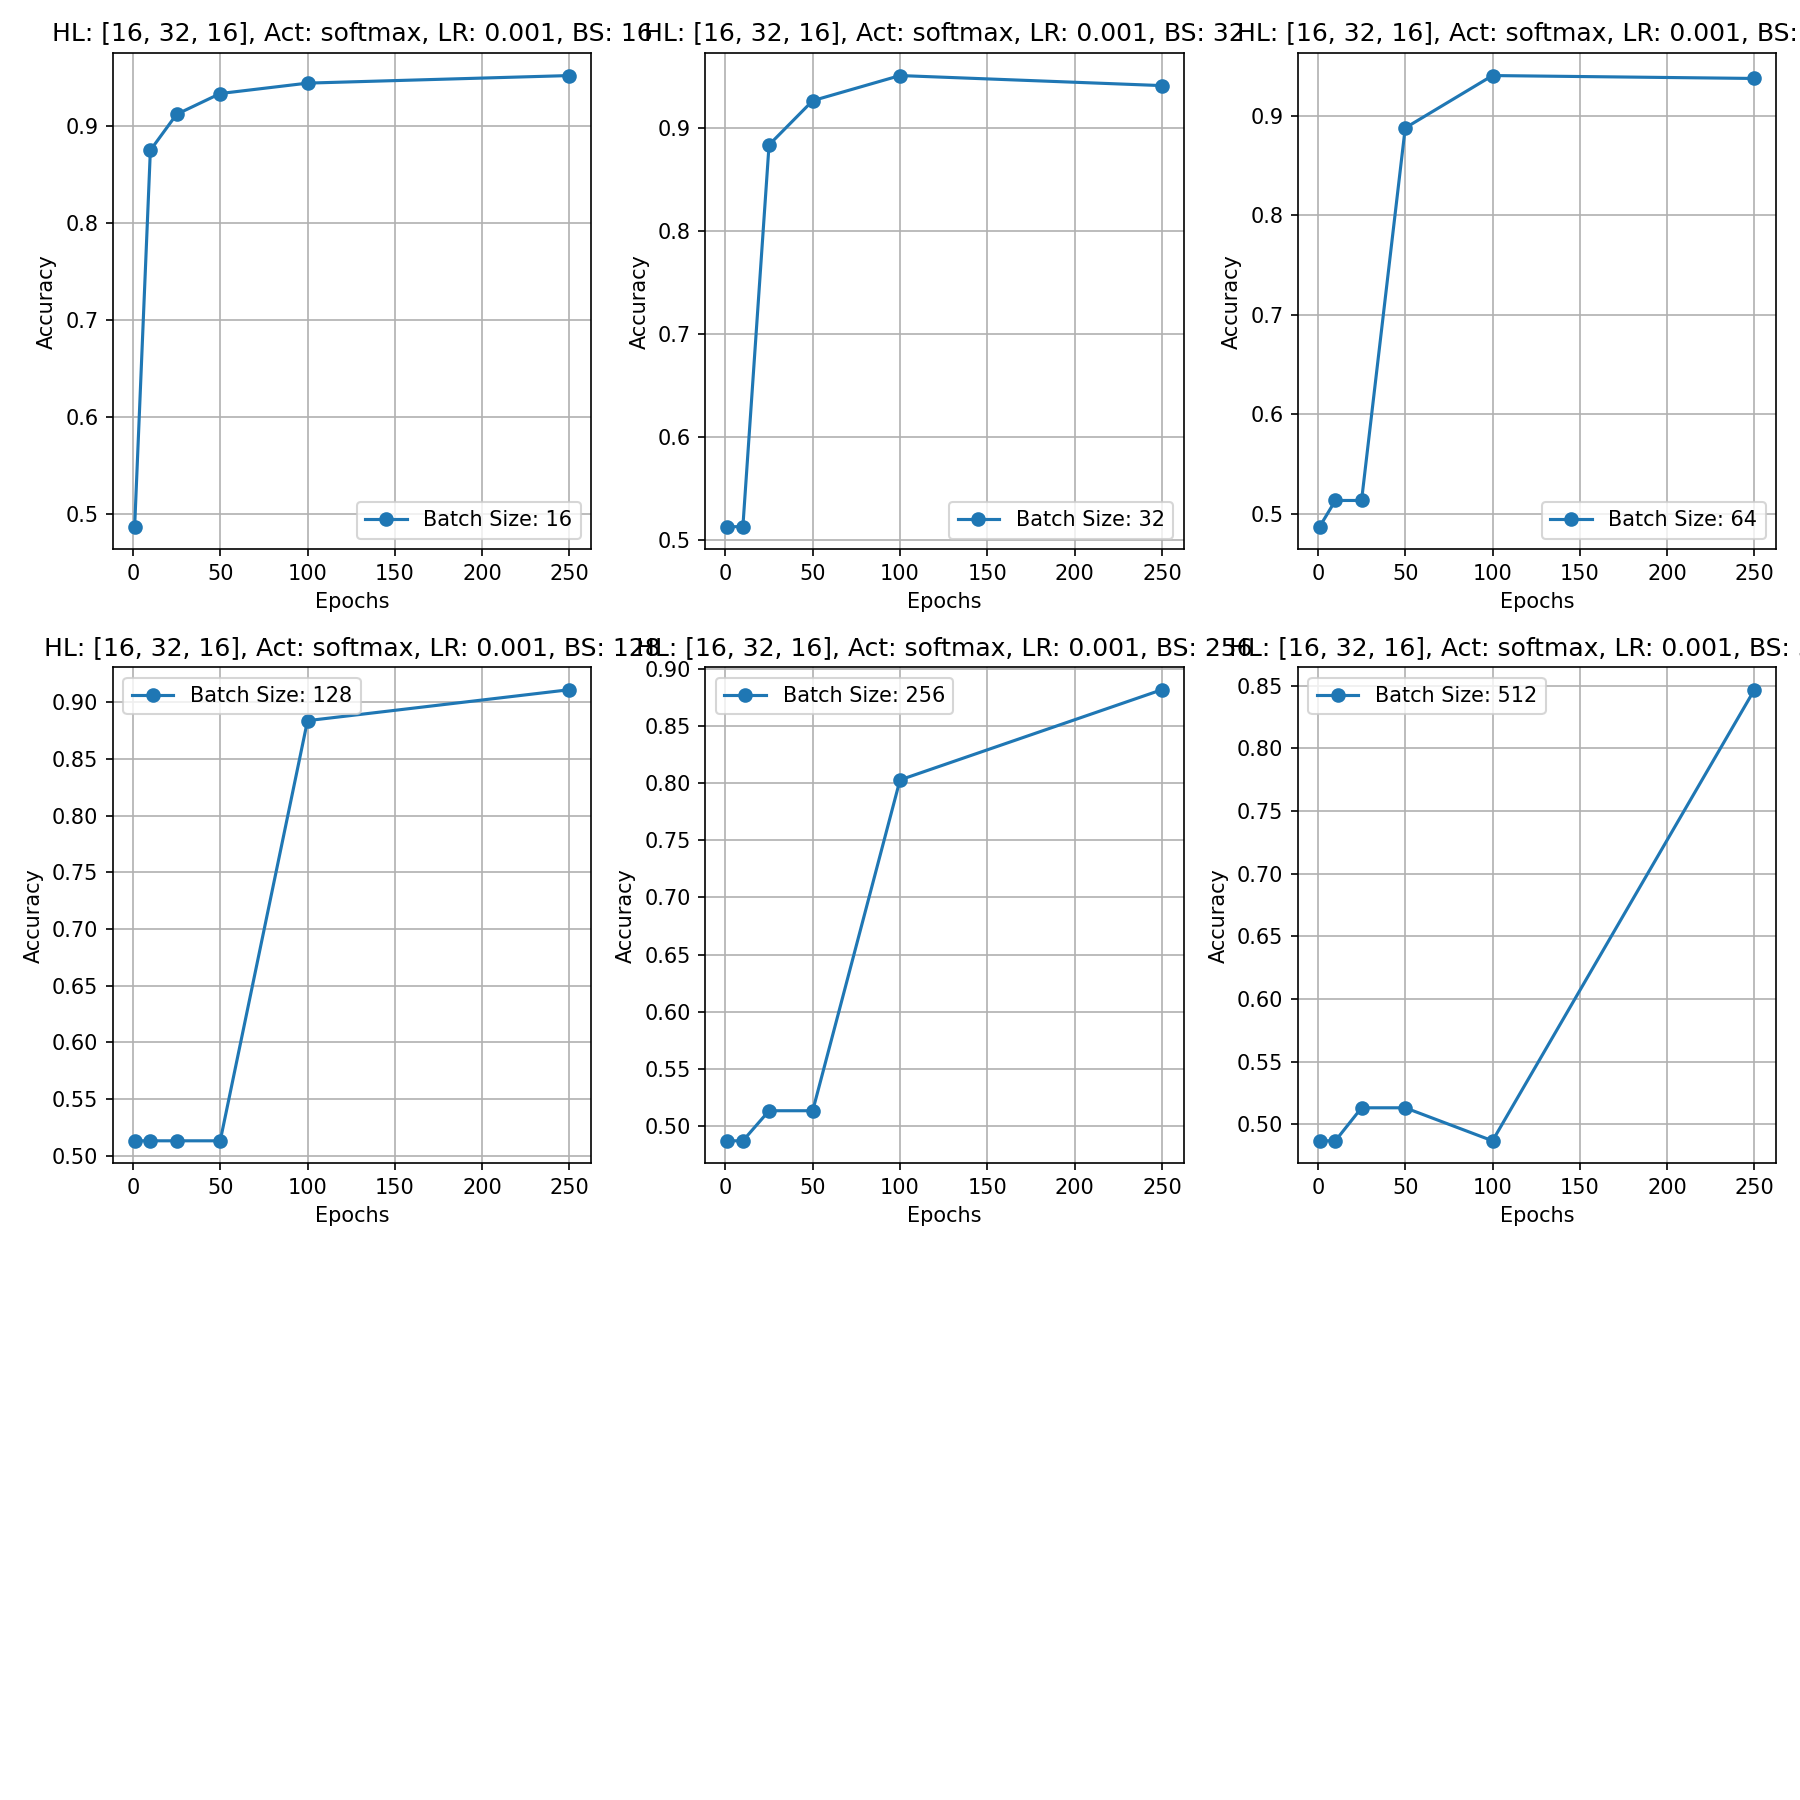 HL: [16, 32, 16], Act: softmax, LR: 0.001, BS: 16
Accuracy
0.9
0.8
0.7
0.6
0.5
Batch Size: 16
0 50 100 150 200 250
Epochs
HL: [16, 32, 16], Act: softmax, LR: 0.001, BS: 32
Accuracy
0.9
0.8
0.7
0.6
0.5
Batch Size: 32
0 50 100 150 200 250
Epochs
HL: [16, 32, 16], Act: softmax, LR: 0.001, BS:
Accuracy
0.9
0.8
0.7
0.6
0.5
Batch Size: 64
0 50 100 150 200 250
Epochs
HL: [16, 32, 16], Act: softmax, LR: 0.001, BS: 128
Batch Size: 128
Accuracy
0.90
0.85
0.80
0.75
0.70
0.65
0.60
0.55
0.50
0 50 100 150 200 250
Epochs
HL: [16, 32, 16], Act: softmax, LR: 0.001, BS: 256
Batch Size: 256
Accuracy
0.90
0.85
0.80
0.75
0.70
0.65
0.60
0.55
0.50
0 50 100 150 200 250
Epochs
HL: [16, 32, 16], Act: softmax, LR: 0.001, BS:
Batch Size: 512
Accuracy
0.85
0.80
0.75
0.70
0.65
0.60
0.55
0.50
0 50 100 150 200 250
Epochs